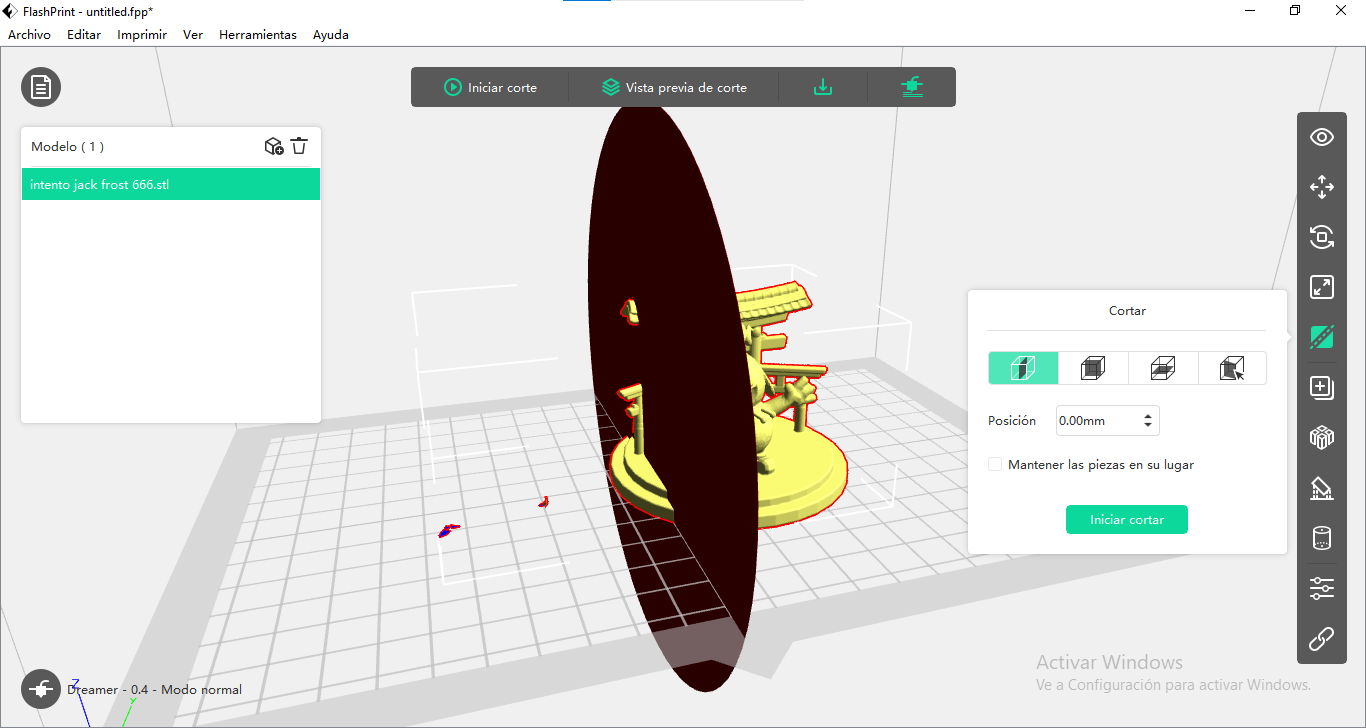 FlashPrint - untitled.fpp*
Archivo Editar Imprimir Ver Herramientas Ayuda
Iniciar corte Vista previa de corte
Modelo ( 1 )
intento jack frost 666.stl
Cortar
Posición 0.00mm
Mantener las piezas en su lugar
Iniciar cortar
Activar Windows
Ve a Configuración para activar Windows.
Dreamer - 0.4 - Modo normal
Z
Y